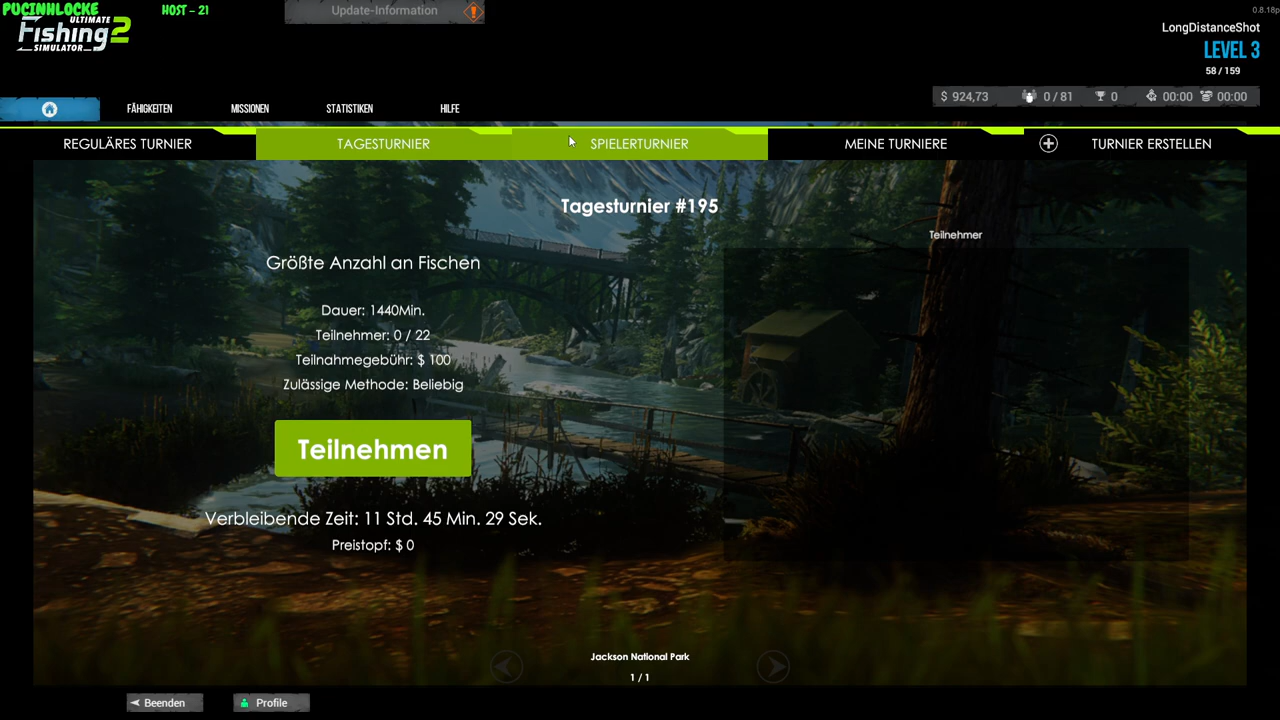 PUCINHLOCKE HOST - 21
Update-Information
0.8.18p
ULTIMATE
Fishing 2
SIMULATOR
LongDistanceShot
LEVEL 3
58 / 159
$ 924,73 0 / 81 0 00:00 00:00
FÄHIGKEITEN MISSIONEN STATISTIKEN HILFE
REGULÄRES TURNIER TAGESTURNIER SPIELERTURNIER MEINE TURNIERE TURNIER ERSTELLEN
Tagesturnier #195
Teilnehmer
Größte Anzahl an Fischen
Dauer: 1440Min.
Teilnehmer: 0 / 22
Teilnahmegebühr: $ 100
Zulässige Methode: Beliebig
Teilnehmen
Verbleibende Zeit: 11 Std. 45 Min. 29 Sek.
Preistopf: $ 0
Jackson National Park
1 / 1
Beenden Profile